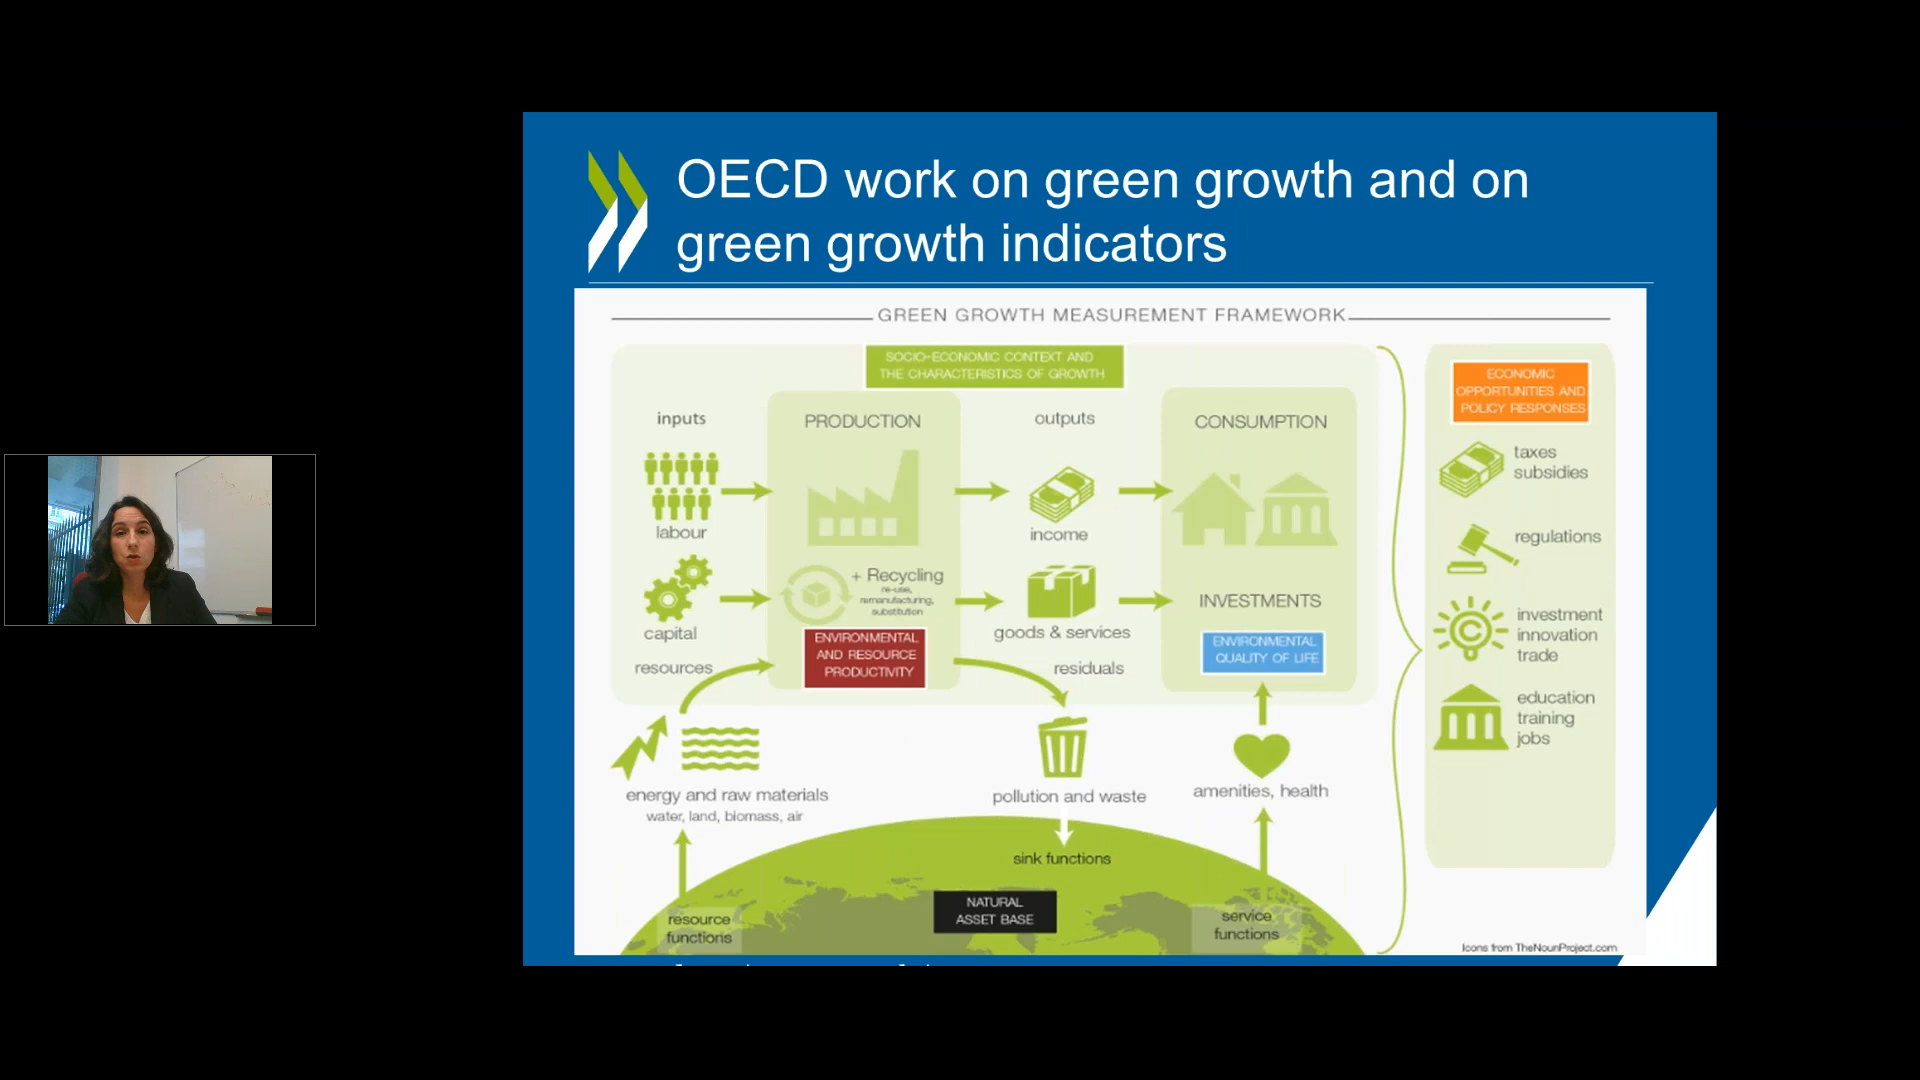 OECD work on green growth and on
green growth indicators
GREEN GROWTH MEASUREMENT FRAMEWORK
SOCIO-ECONOMIC CONTEXT AND
THE CHARACTERISTICS OF GROWTH
inputs
PRODUCTION
outputs
CONSUMPTION
labour
income
+ Recycling
re-use,
remanufacturing,
substitution
INVESTMENTS
capital
goods & services
ENVIRONMENTAL
AND RESOURCE
PRODUCTIVITY
ENVIRONMENTAL
QUALITY OF LIFE
resources
residuals
energy and raw materials
water, land, biomass, air
pollution and waste
amenities, health
sink functions
NATURAL
ASSET BASE
resource
functions
service
functions
ECONOMIC
OPPORTUNITIES AND
POLICY RESPONSES
taxes
subsidies
regulations
investment
innovation
trade
education
training
jobs
Icons from TheNounProject.com